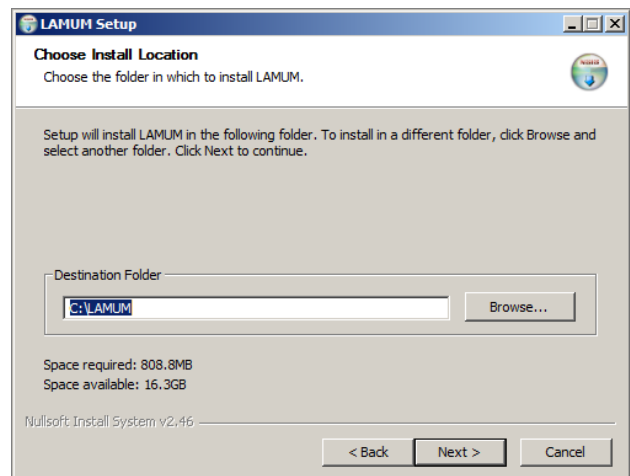 LAMUM Setup
Choose Install Location
Choose the folder in which to install LAMUM.
Setup will install LAMUM in the following folder. To install in a different folder, click Browse and
select another folder. Click Next to continue.
Destination Folder
C:\LAMUM
Browse...
Space required: 808.8MB
Space available: 16.3GB
Nullsoft Install System v2.46
< Back
Next >
Cancel